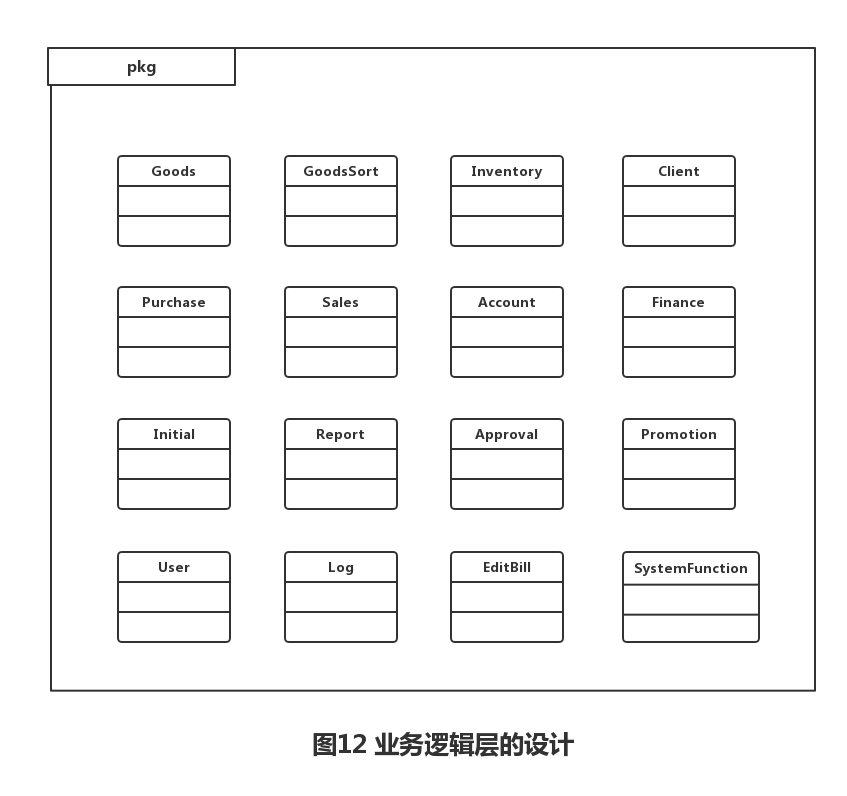 pkg
Goods
GoodsSort
Inventory
Client
Purchase
Sales
Account
Finance
Initial
Report
Approval
Promotion
User
Log
EditBill
SystemFunction
图12 业务逻辑层的设计